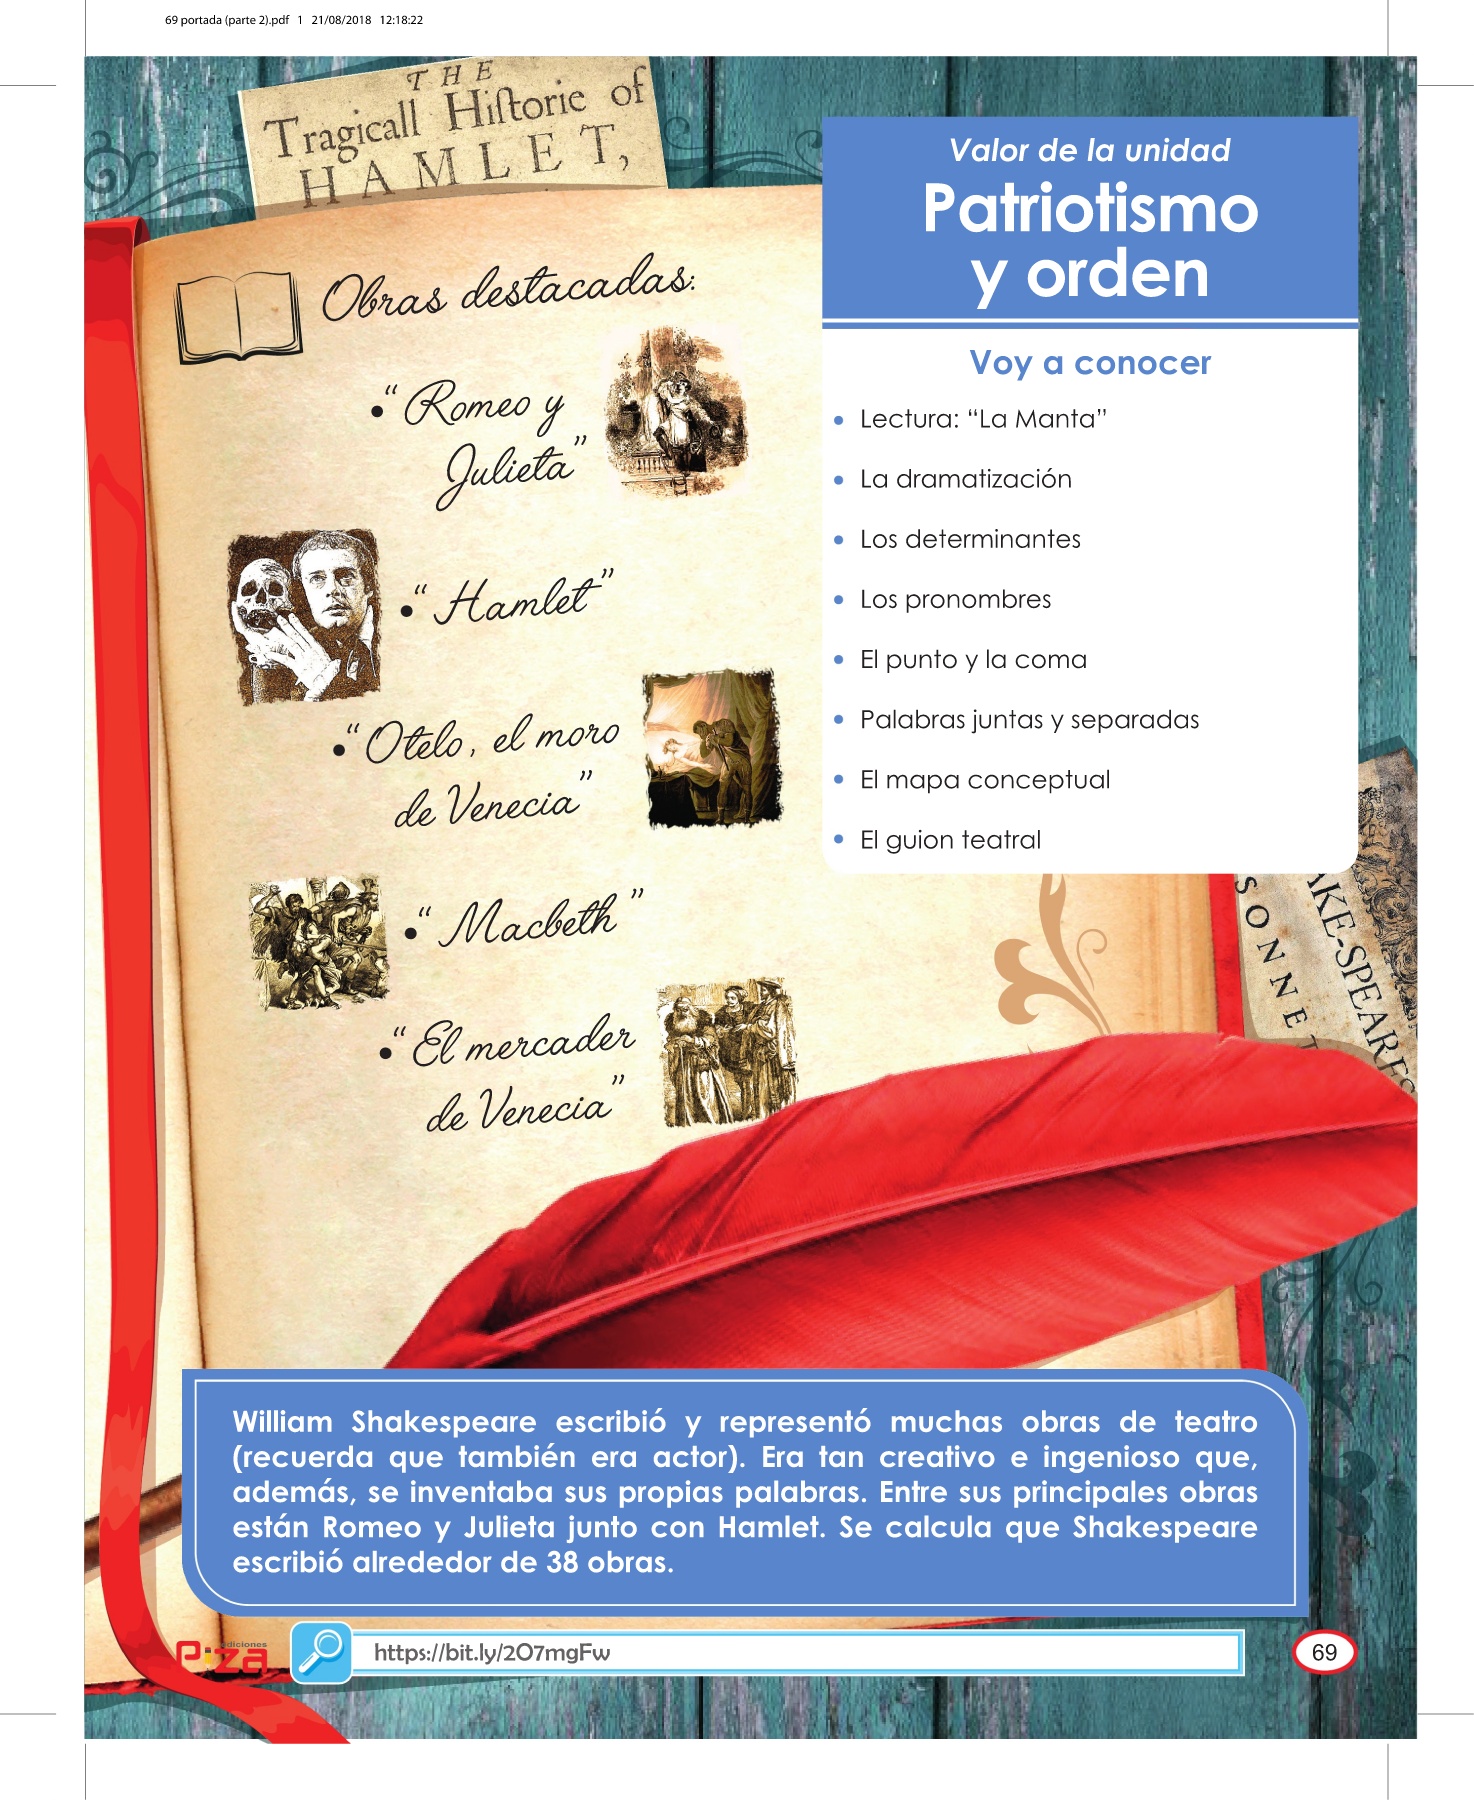 69 portada (parte 2).pdf 1 21/08/2018 12:18:22
THE
Tragicall Historie of
HAMLET,
Obras destacadas:
•“Romeo y
Julieta”
•“Hamlet”
•“Otelo, el moro
de Venecia”
•“Macbeth”
•“El mercader
de Venecia”
Valor de la unidad
Patriotismo
y orden
Voy a conocer
• Lectura: “La Manta”
• La dramatización
• Los determinantes
• Los pronombres
• El punto y la coma
• Palabras juntas y separadas
• El mapa conceptual
• El guion teatral
AKE-SPEARES
SONNET
William Shakespeare escribió y representó muchas obras de teatro
(recuerda que también era actor). Era tan creativo e ingenioso que,
además, se inventaba sus propias palabras. Entre sus principales obras
están Romeo y Julieta junto con Hamlet. Se calcula que Shakespeare
escribió alrededor de 38 obras.
ediciones
Piza
https://bit.ly/2O7mgFw
69